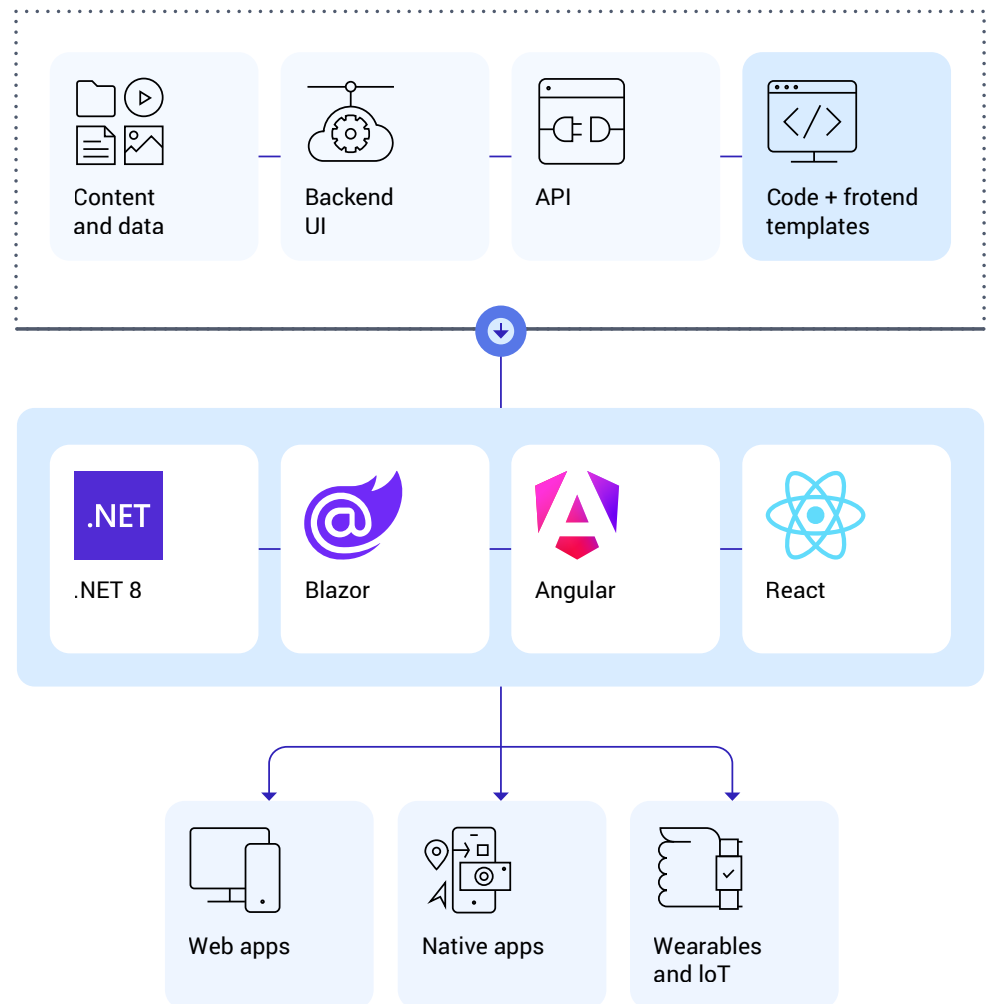 Content
and data
Backend
UI
API
Code + frotend
templates
.NET
.NET 8
@
Blazor
Angular
React
Web apps
Native apps
Wearables
and IoT